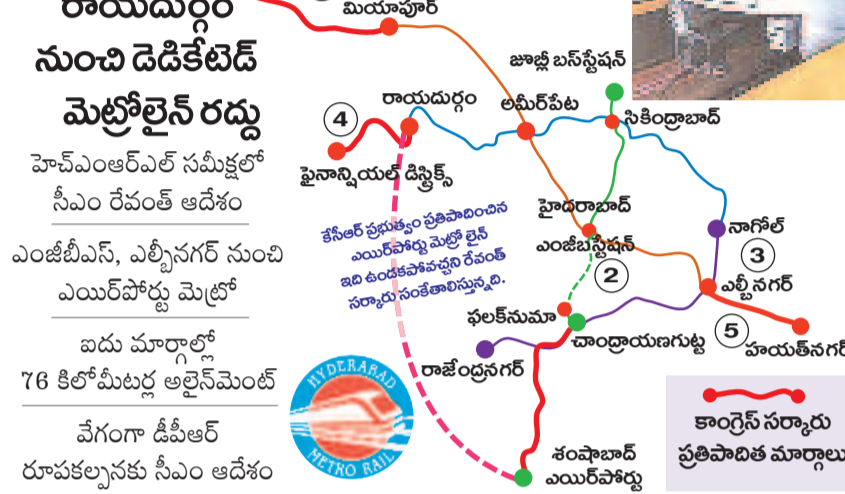 రాయదుర్గం
నుంచి డెడికేటెడ్
మెట్రోలైన్ రద్దు
హెచ్ఎంఆర్ఎల్ సమీక్షలో
సీఎం రేవంత్ ఆదేశం
ఎంజీబీఎస్, ఎల్బీనగర్ నుంచి
ఎయిర్‌పోర్టు మెట్రో
ఐదు మార్గాల్లో
76 కిలోమీటర్ల అలైన్‌మెంట్
వేగంగా డీపీఆర్
రూపకల్పనకు సీఎం ఆదేశం
మియాపూర్
జూబ్లీ బస్‌స్టేషన్
రాయదుర్గం
అమీర్‌పేట
సికింద్రాబాద్
4
ఫైనాన్షియల్ డిస్ట్రిక్స్
కేసీఆర్ ప్రభుత్వం ప్రతిపాదించిన
ఎయిర్‌పోర్టు మెట్రో లైన్
ఇది ఉండకపోవచ్చని రేవంత్
సర్కారు సంకేతాలిస్తున్నది.
హైదరాబాద్
ఎంజీబస్టేషన్
2
నాగోల్
3
ఎల్బీనగర్
ఫలక్‌నుమా
చాంద్రాయణగుట్ట
5
హయత్‌నగర్
రాజేంద్రనగర్
HYDERABAD
METRO RAIL
శంషాబాద్
ఎయిర్‌పోర్టు
కాంగ్రెస్ సర్కారు
ప్రతిపాదిత మార్గాలు